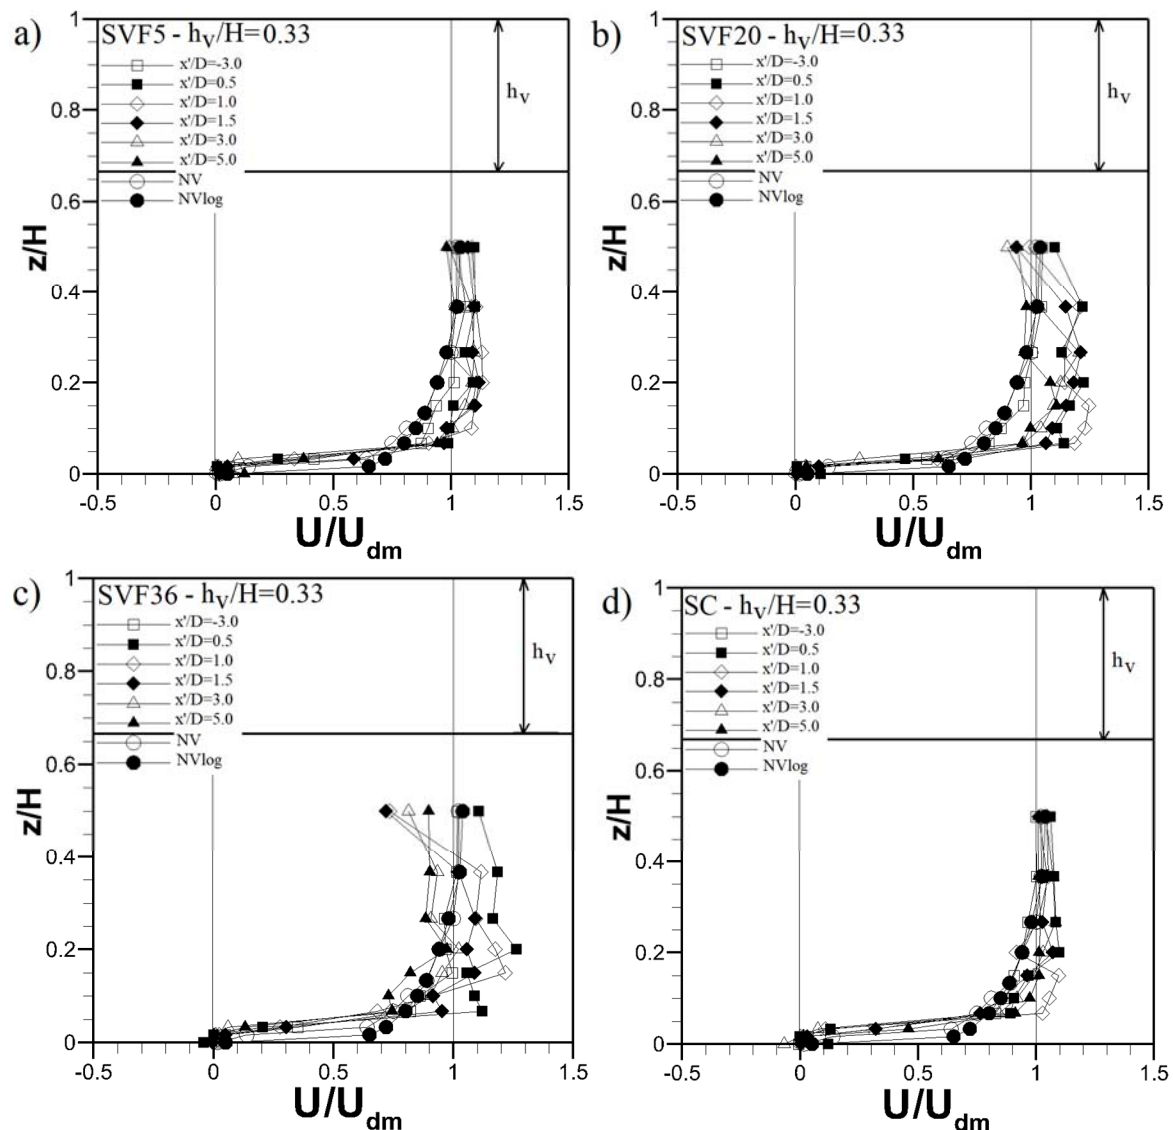 a)
SVF5 - hv/H=0.33
x'/D=-3.0
x'/D=0.5
x'/D=1.0
x'/D=1.5
x'/D=3.0
x'/D=5.0
NV
NVlog
hv
1
0.8
0.6
0.4
0.2
0
z/H
-0.5 0 0.5 1 1.5
U/Udm
b)
SVF20 - hv/H=0.33
x'/D=-3.0
x'/D=0.5
x'/D=1.0
x'/D=1.5
x'/D=3.0
x'/D=5.0
NV
NVlog
hv
1
0.8
0.6
0.4
0.2
0
z/H
-0.5 0 0.5 1 1.5
U/Udm
c)
SVF36 - hv/H=0.33
x'/D=-3.0
x'/D=0.5
x'/D=1.0
x'/D=1.5
x'/D=3.0
x'/D=5.0
NV
NVlog
hv
1
0.8
0.6
0.4
0.2
0
z/H
-0.5 0 0.5 1 1.5
U/Udm
d)
SC - hv/H=0.33
x'/D=-3.0
x'/D=0.5
x'/D=1.0
x'/D=1.5
x'/D=3.0
x'/D=5.0
NV
NVlog
hv
1
0.8
0.6
0.4
0.2
0
z/H
-0.5 0 0.5 1 1.5
U/Udm